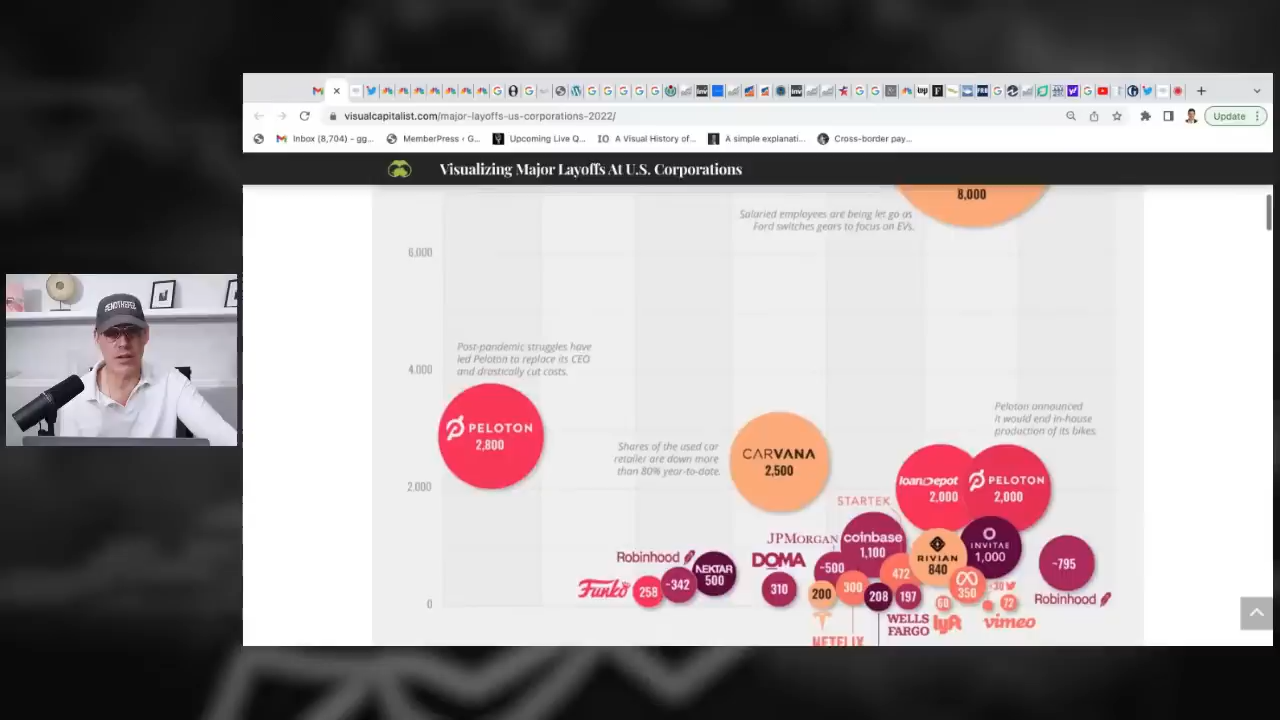 visualcapitalist.com/major-layoffs-us-corporations-2022/
Update
Inbox (8,704) – gg...
MemberPress ‹ G...
Upcoming Live Q...
IO
A Visual History of...
A simple explanati...
Cross-border pay...
Visualizing Major Layoffs At U.S. Corporations
8,000
Salaried employees are being let go as
Ford switches gears to focus on EVs.
6,000
Post-pandemic struggles have
led Peloton to replace its CEO
and drastically cut costs.
4,000
PELOTON
2,800
Shares of the used car
retailer are down more
than 80% year-to-date.
CARVANA
2,500
Peloton announced
it would end in-house
production of its bikes.
loanDepot
2,000
PELOTON
2,000
2,000
STARTEK
JPMORGAN
coinbase
1,100
INVITAE
1,000
RIVIAN
840
Robinhood
Funko
258
~342
NEKTAR
500
DOMA
310
~500
472
200
300
208
197
350
~30
72
60
~795
Robinhood
WELLS
FARGO
lyft
vimeo
NETFLIX
0